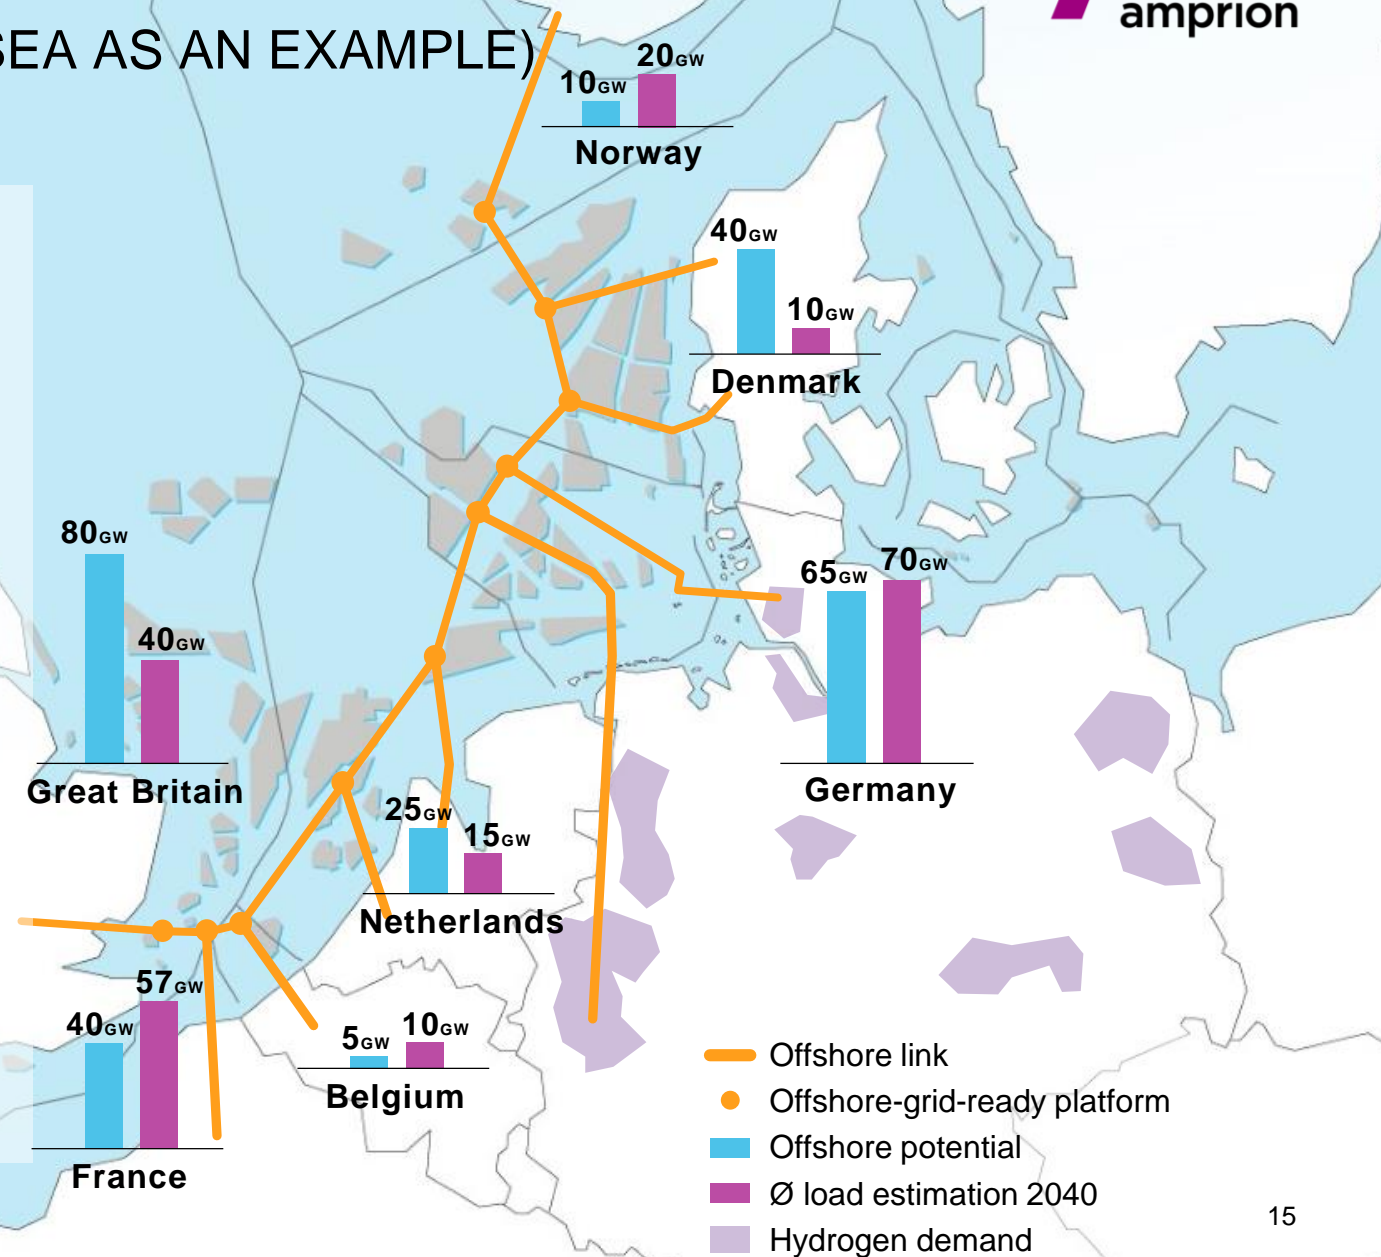 amprion
SEA AS AN EXAMPLE)
20GW
10GW
Norway
40GW
10GW
Denmark
80GW
40GW
Great Britain
65GW
70GW
Germany
25GW
15GW
Netherlands
57GW
40GW
France
5GW
10GW
Belgium
Offshore link
Offshore-grid-ready platform
Offshore potential
Ø load estimation 2040
Hydrogen demand
15